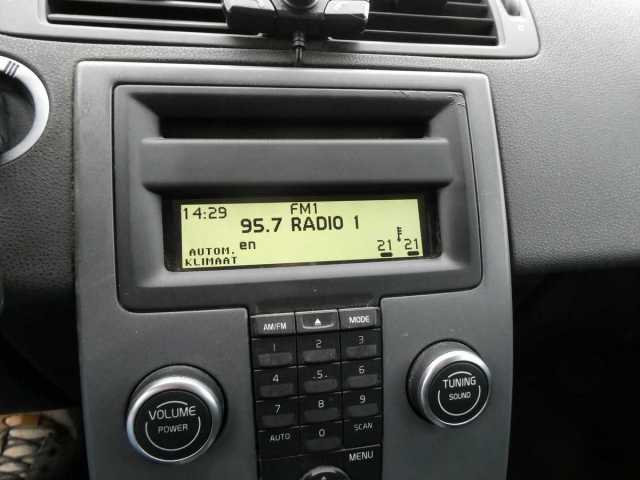 14:29 FM1
95.7 RADIO 1
en
AUTOM.
KLIMAAT 21 21
AM/FM MODE
1 2 3
4 .5. 6
7 8 9
AUTO 0 SCAN
MENU
VOLUME
POWER
TUNING
SOUND